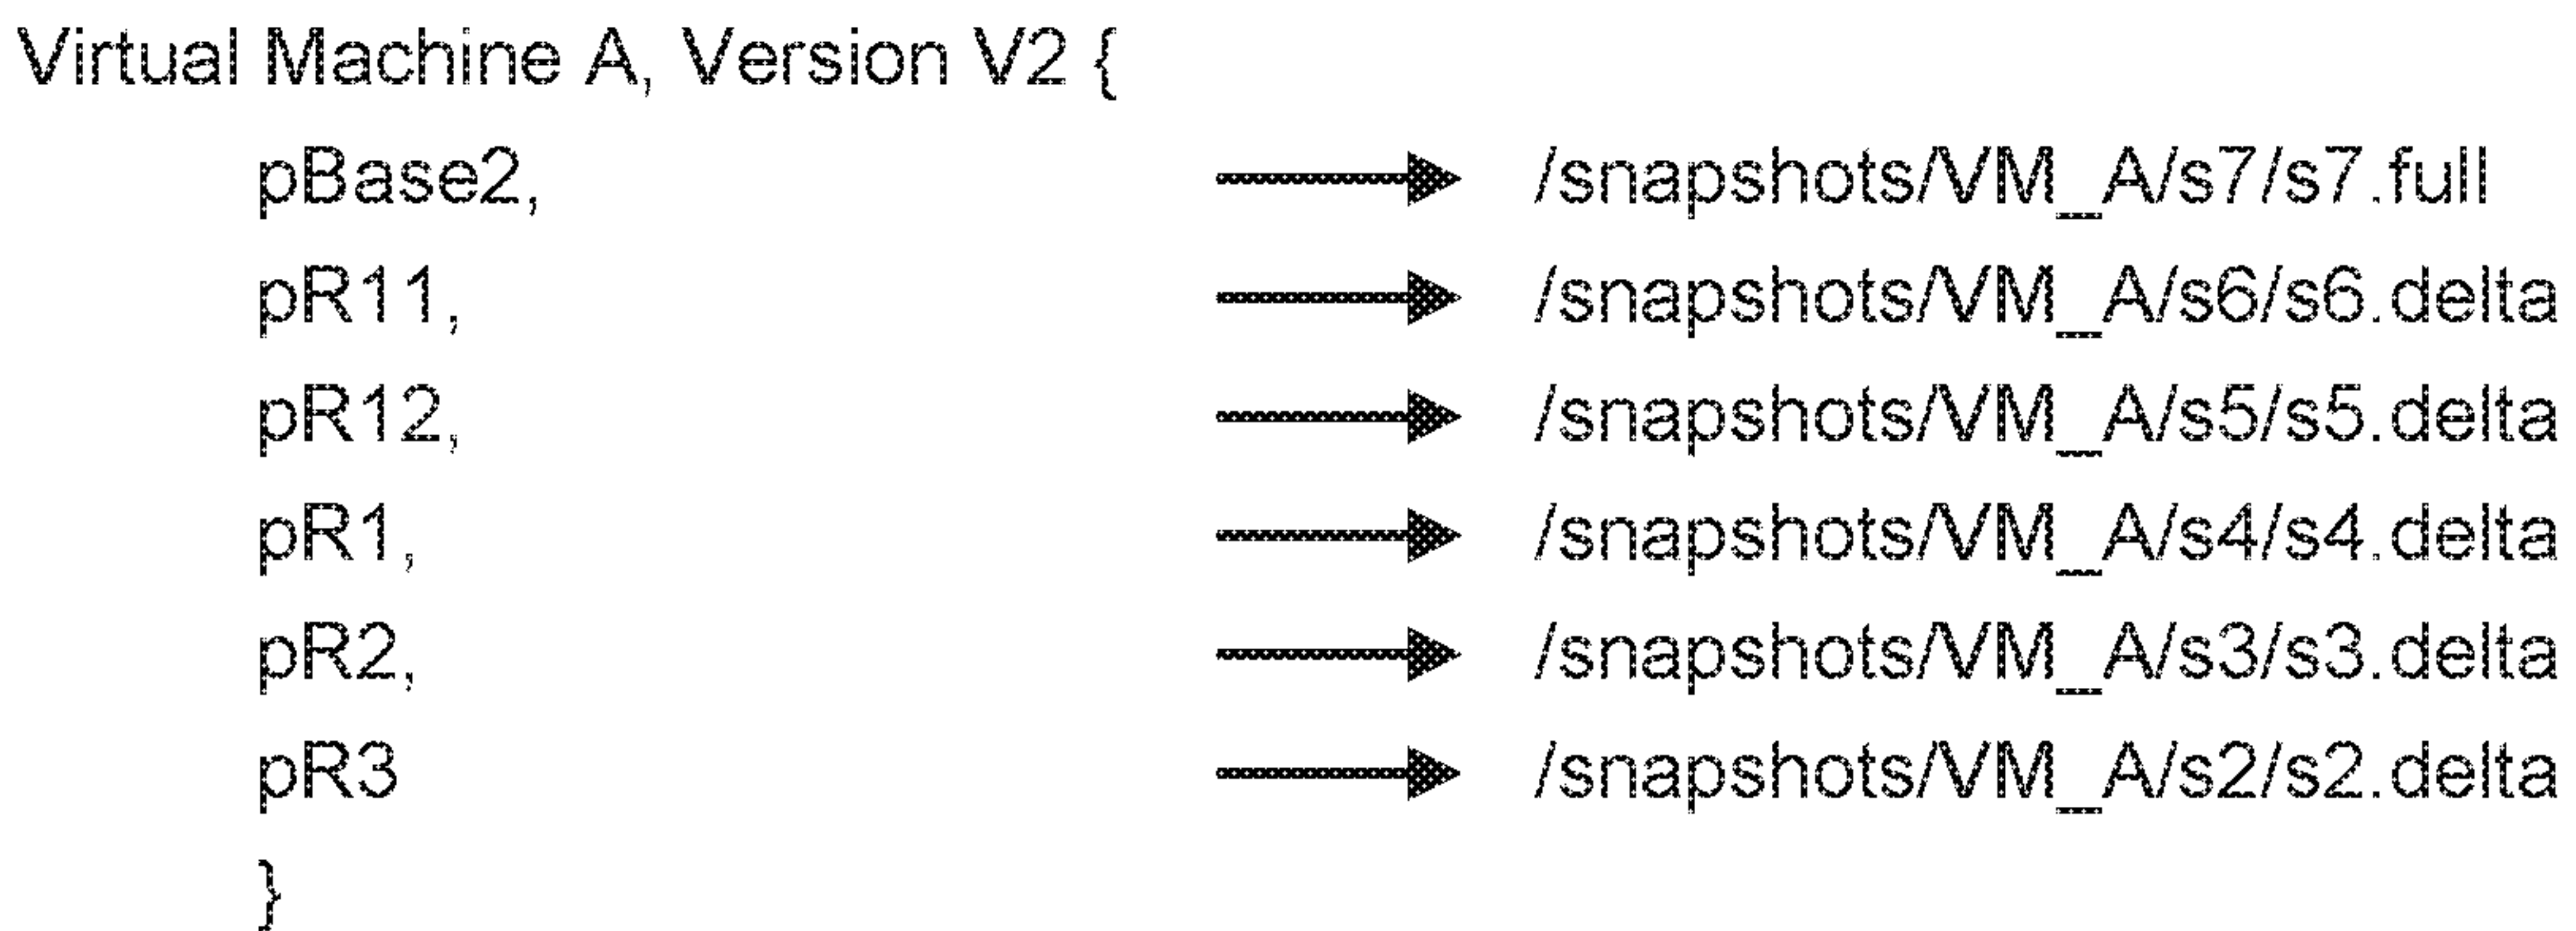 Virtual Machine A, Version V2 {
pBase2, /snapshots/VM_A/s7/s7.full
pR11, /snapshots/VM_A/s6/s6.delta
pR12, /snapshots/VM_A/s5/s5.delta
pR1, /snapshots/VM_A/s4/s4.delta
pR2, /snapshots/VM_A/s3/s3.delta
pR3 /snapshots/VM_A/s2/s2.delta
}